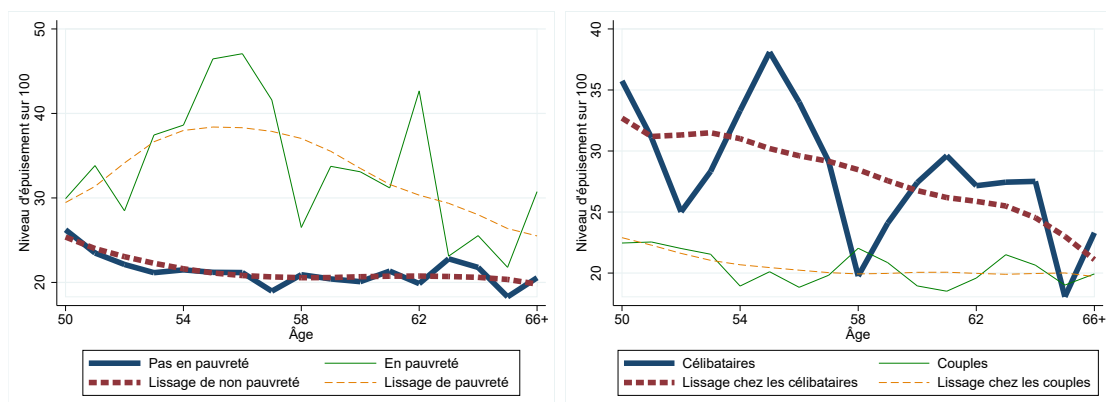 50
40
30
20
Niveau d'épuisement sur 100
50 54 58 62 66+
Âge
Pas en pauvreté En pauvreté
Lissage de non pauvreté Lissage de pauvreté
40
35
30
25
20
Niveau d'épuisement sur 100
50 54 58 62 66+
Âge
Célibataires Couples
Lissage chez les célibataires Lissage chez les couples